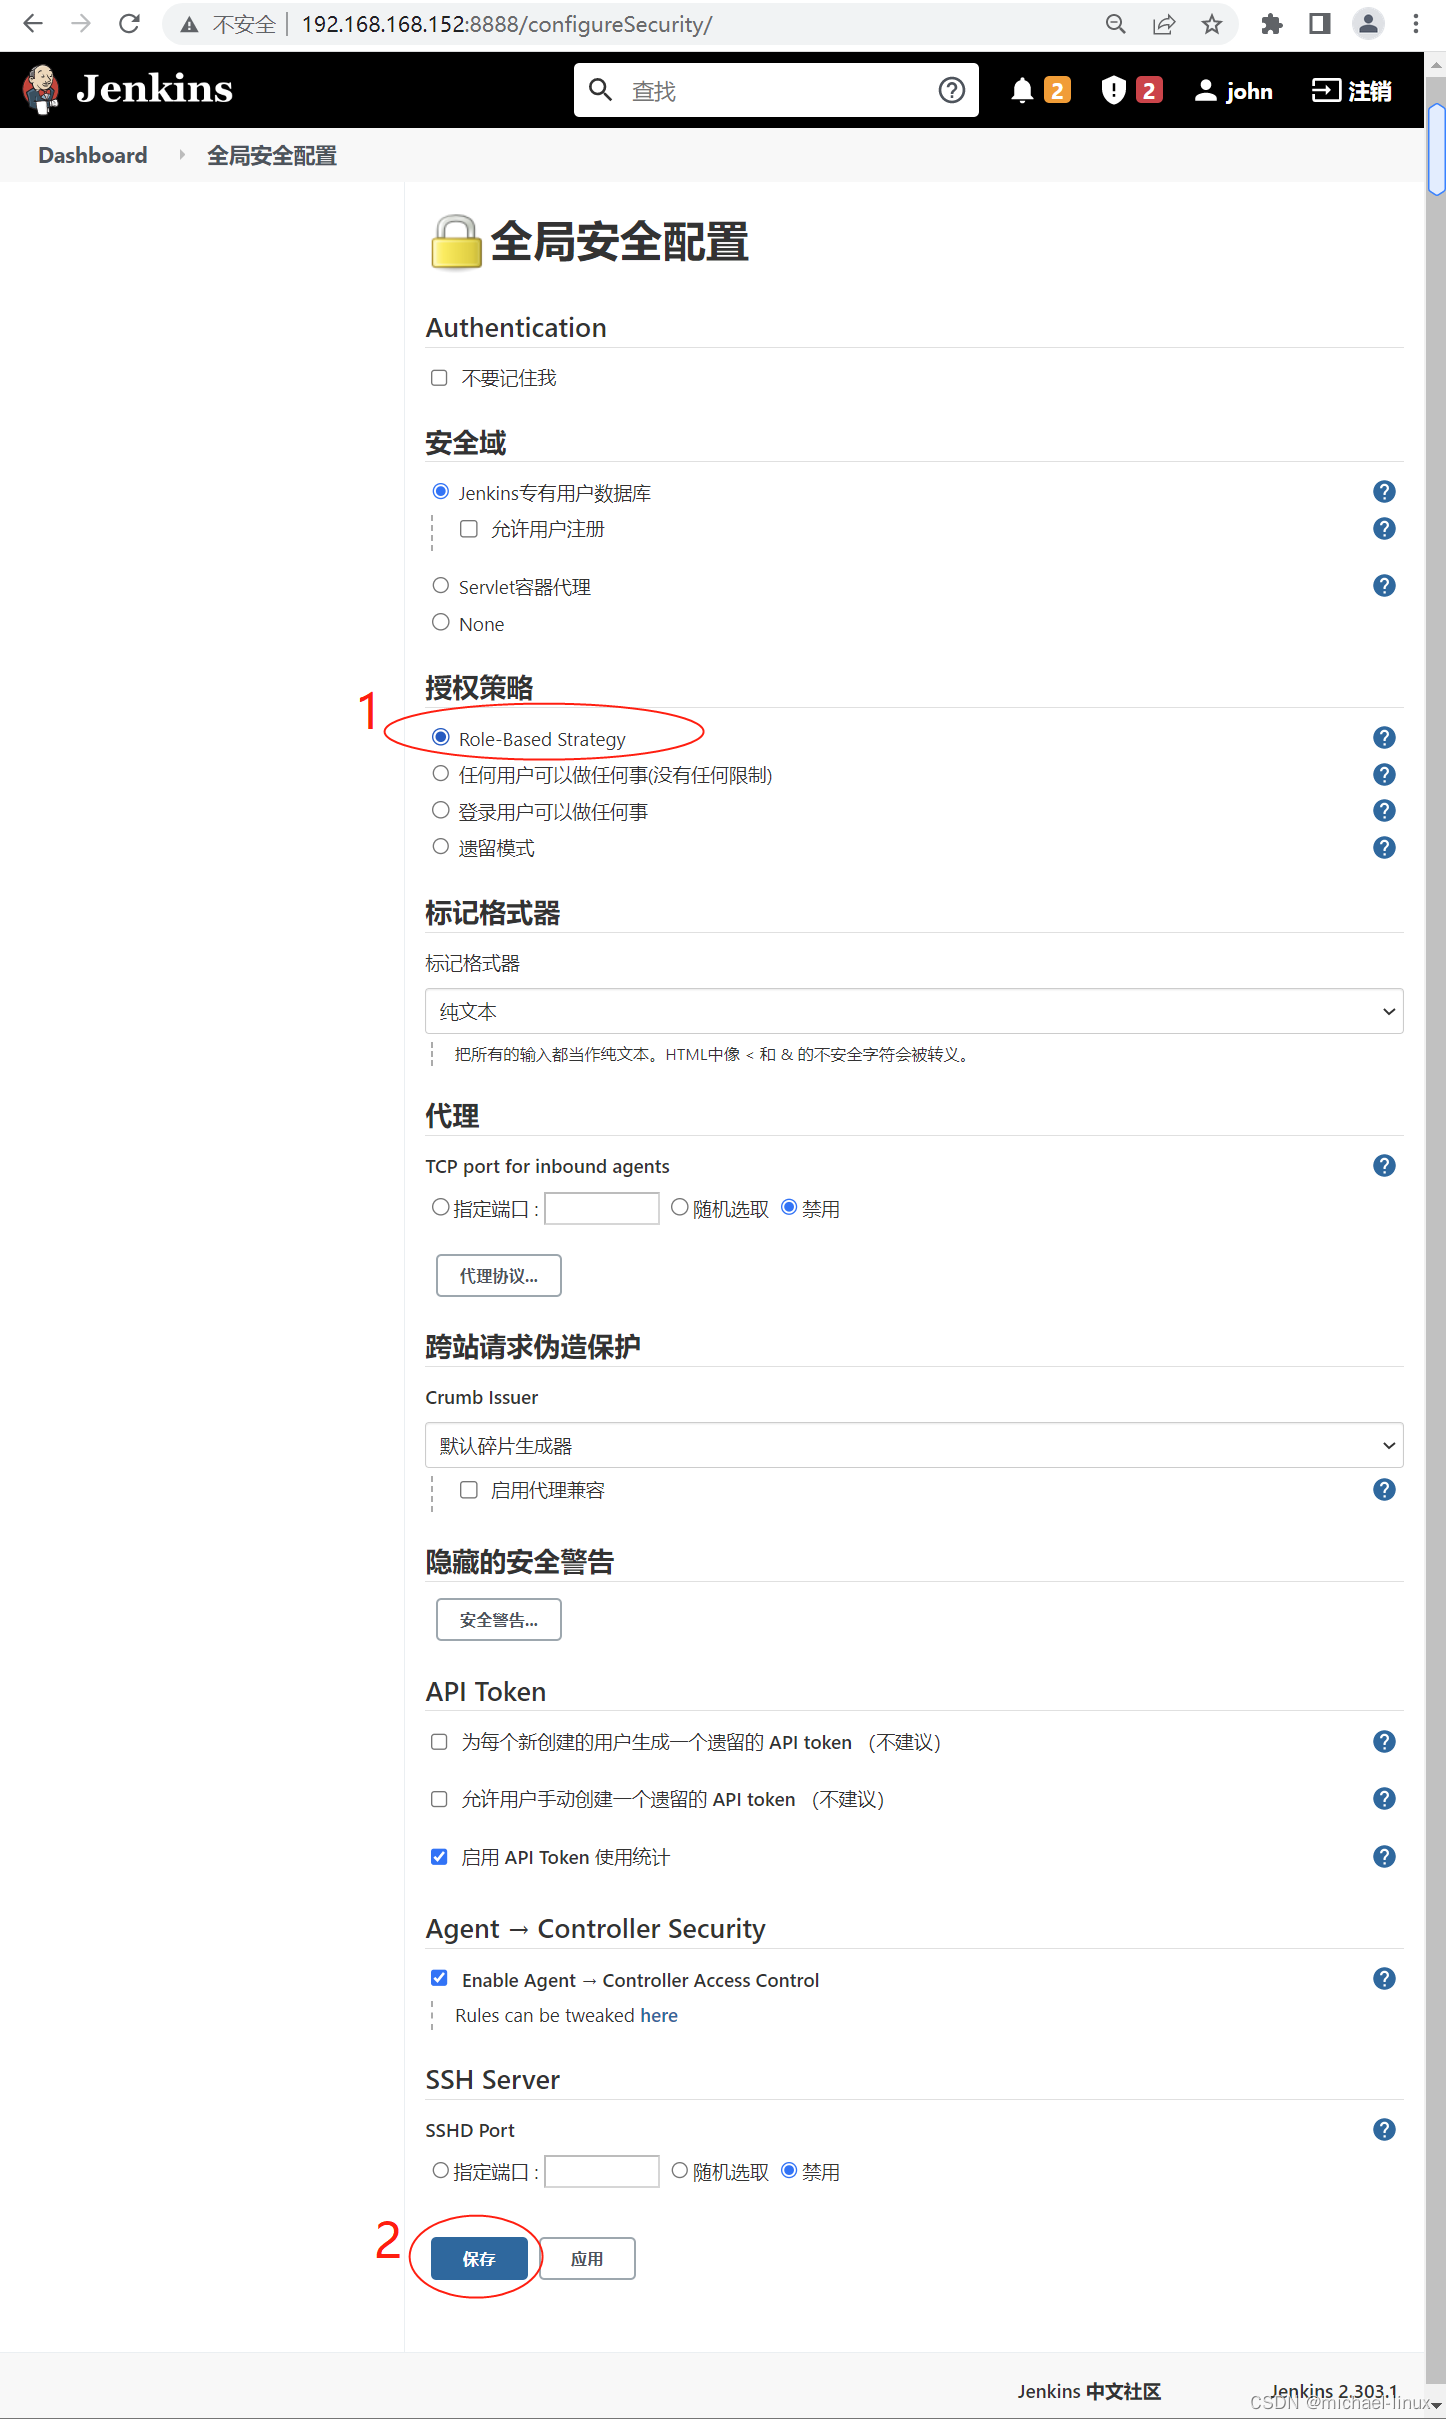 不安全 192.168.168.152:8888/configureSecurity/
Jenkins 查找 2 2 john 注销
Dashboard 全局安全配置
全局安全配置
Authentication
不要记住我
安全域
Jenkins专有用户数据库
允许用户注册
Servlet容器代理
None
授权策略
1
Role-Based Strategy
任何用户可以做任何事(没有任何限制)
登录用户可以做任何事
遗留模式
标记格式器
标记格式器
纯文本
把所有的输入都当作纯文本。HTML中像 < 和 & 的不安全字符会被转义。
代理
TCP port for inbound agents
指定端口 : 随机选取 禁用
代理协议...
跨站请求伪造保护
Crumb Issuer
默认碎片生成器
启用代理兼容
隐藏的安全警告
安全警告...
API Token
为每个新创建的用户生成一个遗留的 API token （不建议）
允许用户手动创建一个遗留的 API token （不建议）
启用 API Token 使用统计
Agent → Controller Security
Enable Agent → Controller Access Control
Rules can be tweaked here
SSH Server
SSHD Port
指定端口 : 随机选取 禁用
2
保存 应用
Jenkins 中文社区 Jenkins 2.303.1
CSDN @michael-linux